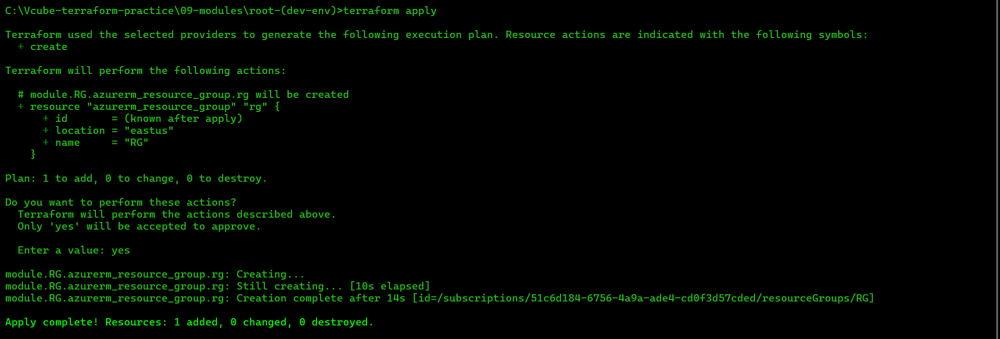 C:\Vcube-terraform-practice\09-modules\root-(dev-env)>terraform apply
Terraform used the selected providers to generate the following execution plan. Resource actions are indicated with the following symbols:
  + create
Terraform will perform the following actions:
  # module.RG.azurerm_resource_group.rg will be created
  + resource "azurerm_resource_group" "rg" {
      + id       = (known after apply)
      + location = "eastus"
      + name     = "RG"
    }
Plan: 1 to add, 0 to change, 0 to destroy.
Do you want to perform these actions?
  Terraform will perform the actions described above.
  Only 'yes' will be accepted to approve.
  Enter a value: yes
module.RG.azurerm_resource_group.rg: Creating...
module.RG.azurerm_resource_group.rg: Still creating... [10s elapsed]
module.RG.azurerm_resource_group.rg: Creation complete after 14s [id=/subscriptions/51c6d184-6756-4a9a-ade4-cd0f3d57cded/resourceGroups/RG]
Apply complete! Resources: 1 added, 0 changed, 0 destroyed.